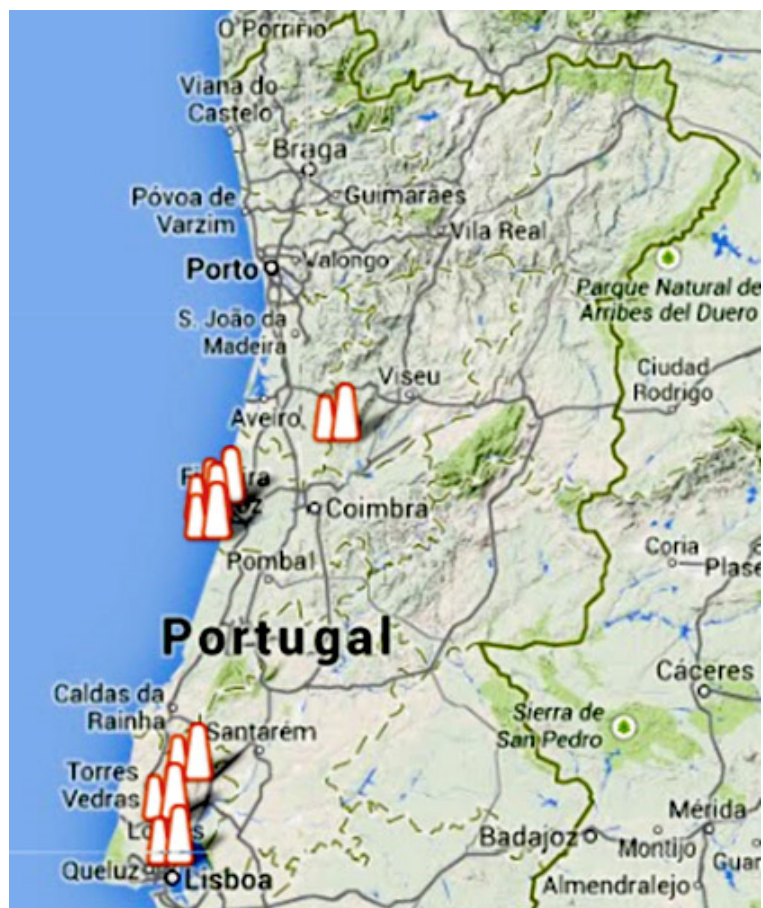 O Porriño
Viana do
Castelo
Braga
Guimarães
Póvoa de
Varzim
Vila Real
Valongo
Porto
Parque Natural de
Arribes del Duero
S. João da
Madeira
Viseu
Ciudad
Rodrigo
Aveiro
Coimbra
Coria
Plase
Pombal
Portugal
Cáceres
Caldas da
Rainha
Sierra de
San Pedro
Santarém
Torres
Vedras
Mérida
Badajoz
Montijo
Guar
Queluz
Lisboa
Almendralejo